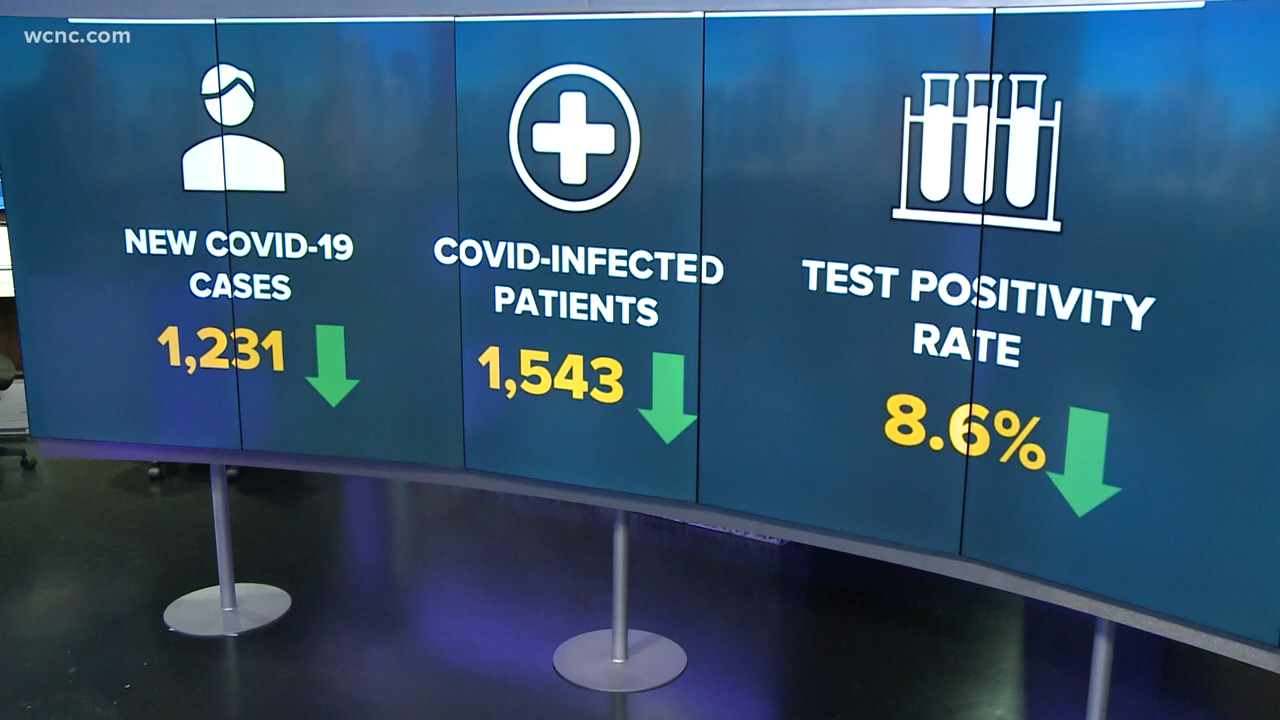 wcnc.com
NEW COVID-19
CASES
1,231
COVID-INFECTED
PATIENTS
1,543
TEST POSITIVITY
RATE
8.6%